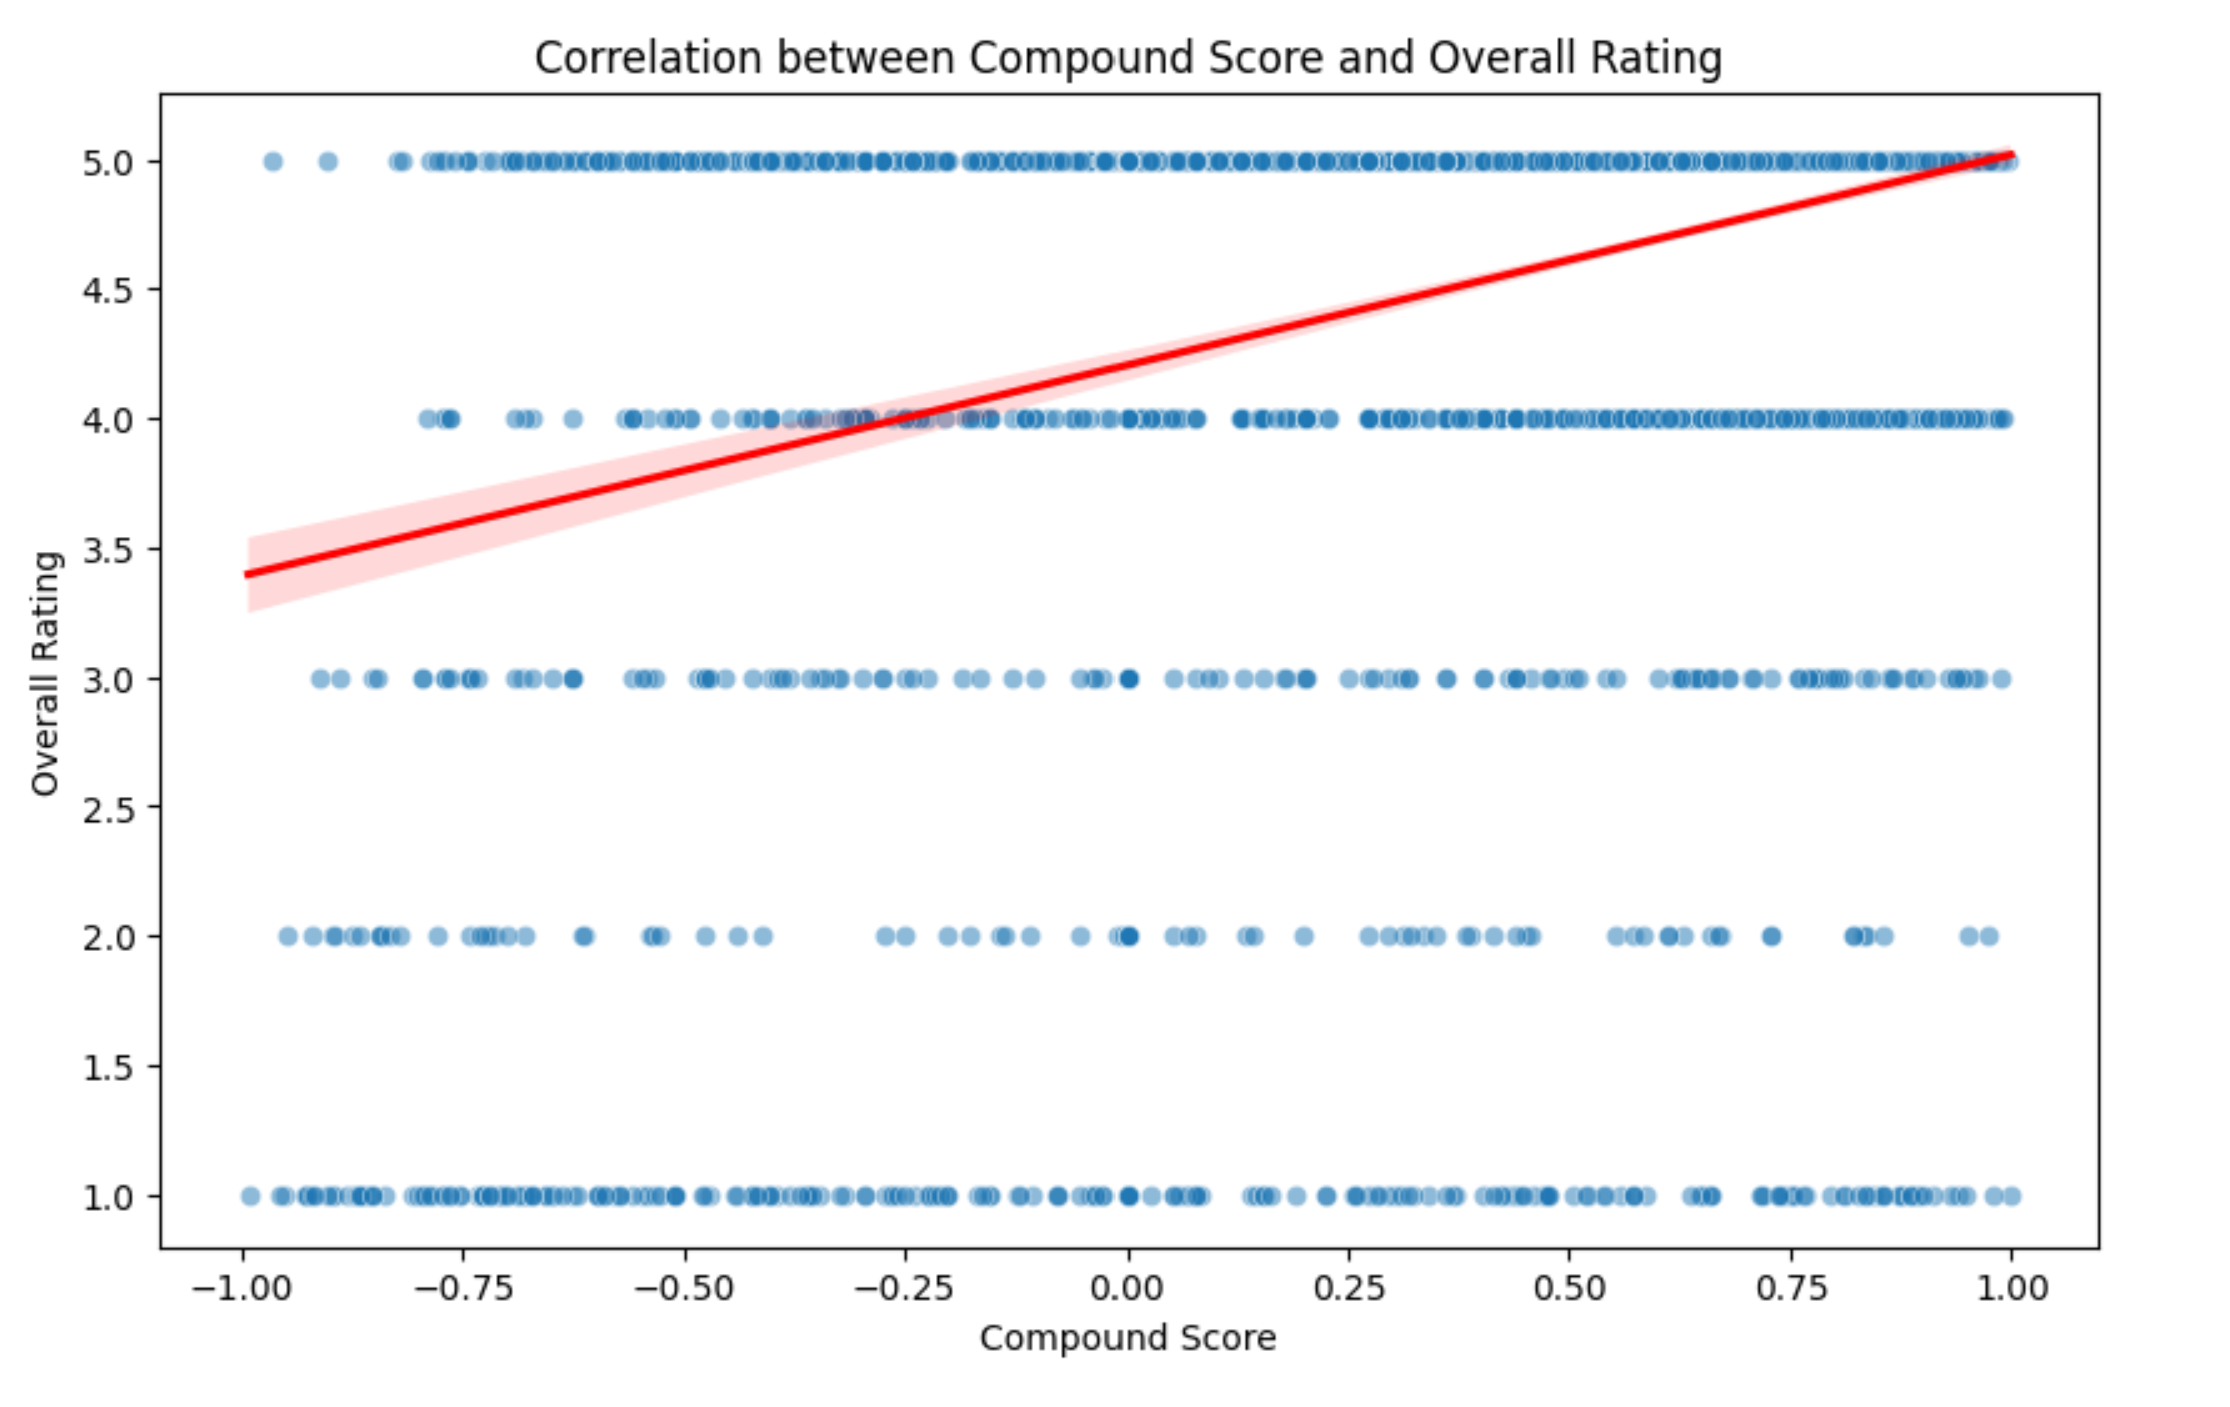 Correlation between Compound Score and Overall Rating
5.0
4.5
4.0
3.5
3.0
2.5
2.0
1.5
1.0
Overall Rating
−1.00 −0.75 −0.50 −0.25 0.00 0.25 0.50 0.75 1.00
Compound Score